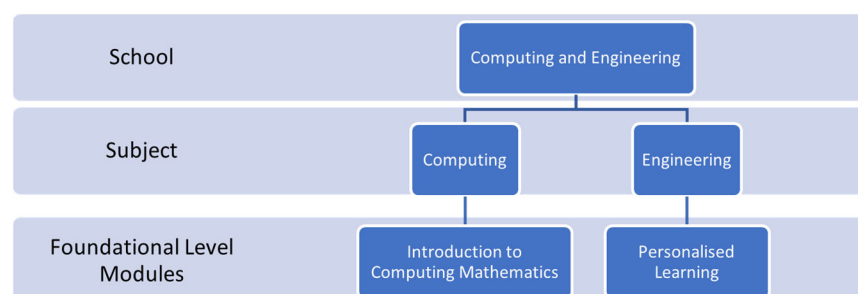 School
Computing and Engineering
Subject
Computing
Engineering
Foundational Level
Modules
Introduction to
Computing Mathematics
Personalised
Learning